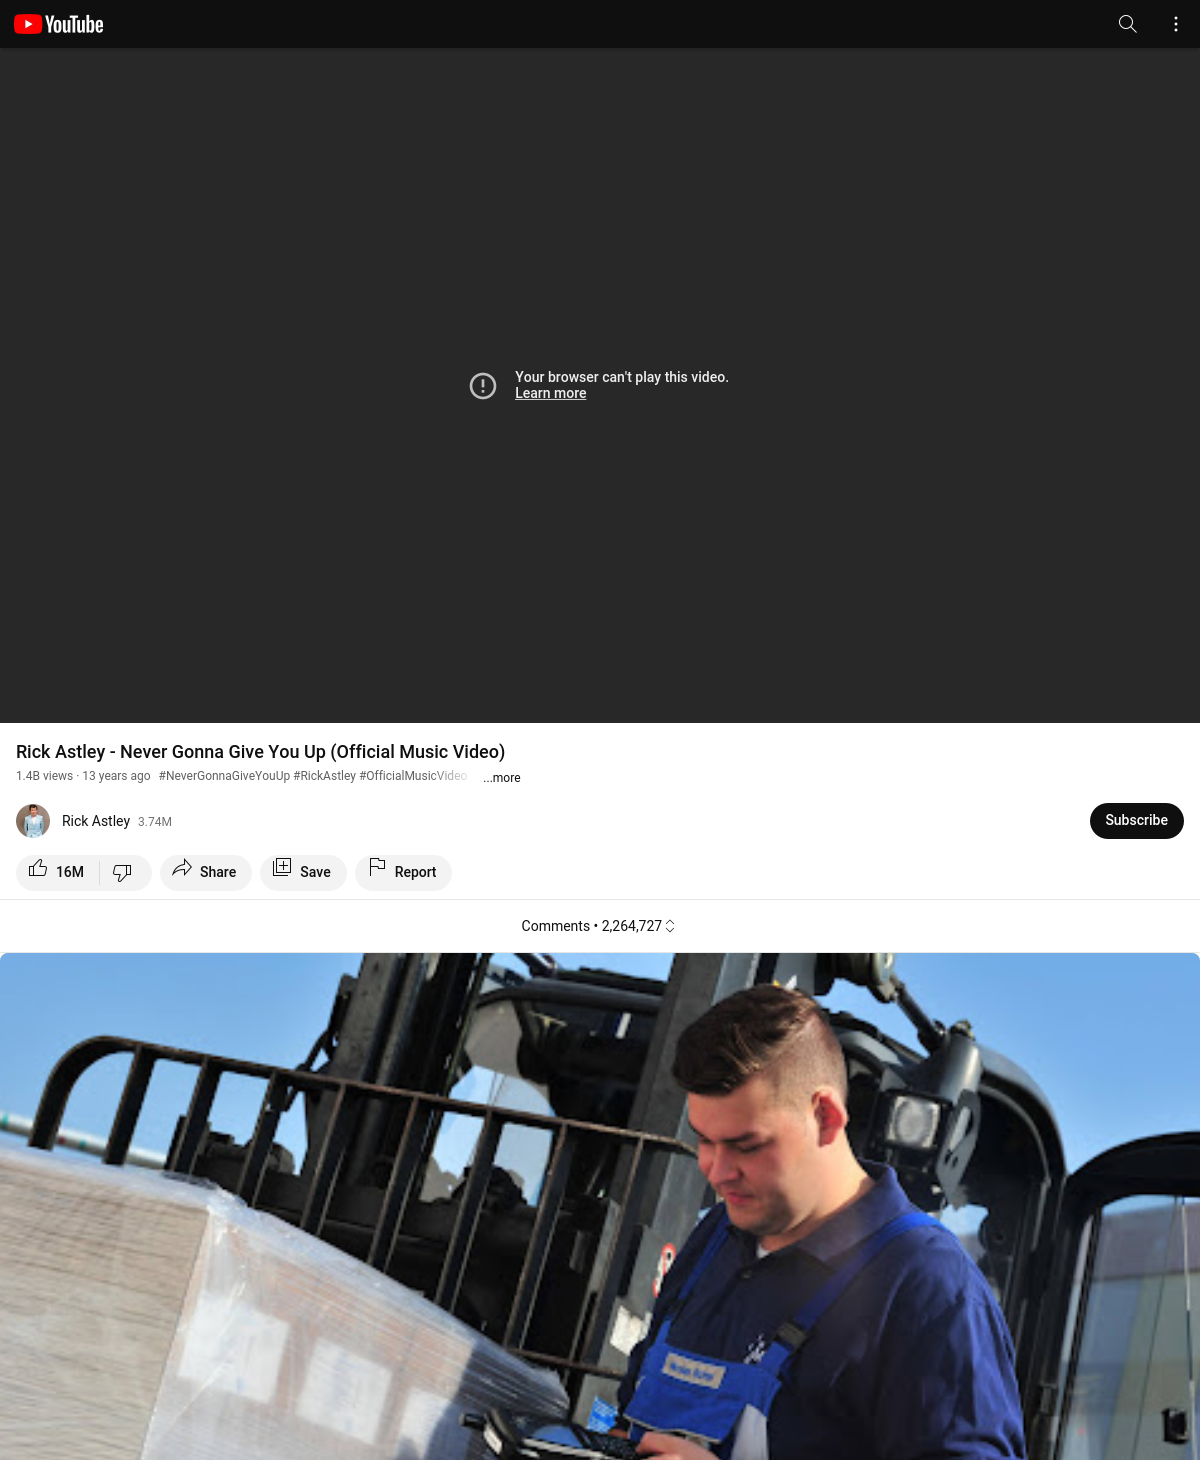 YouTube
Your browser can't play this video.
Learn more
Rick Astley - Never Gonna Give You Up (Official Music Video)
1.4B views · 13 years ago #NeverGonnaGiveYouUp #RickAstley #OfficialMusicVideo ...more
Rick Astley 3.74M
Subscribe
16M
Share
Save
Report
Comments • 2,264,727